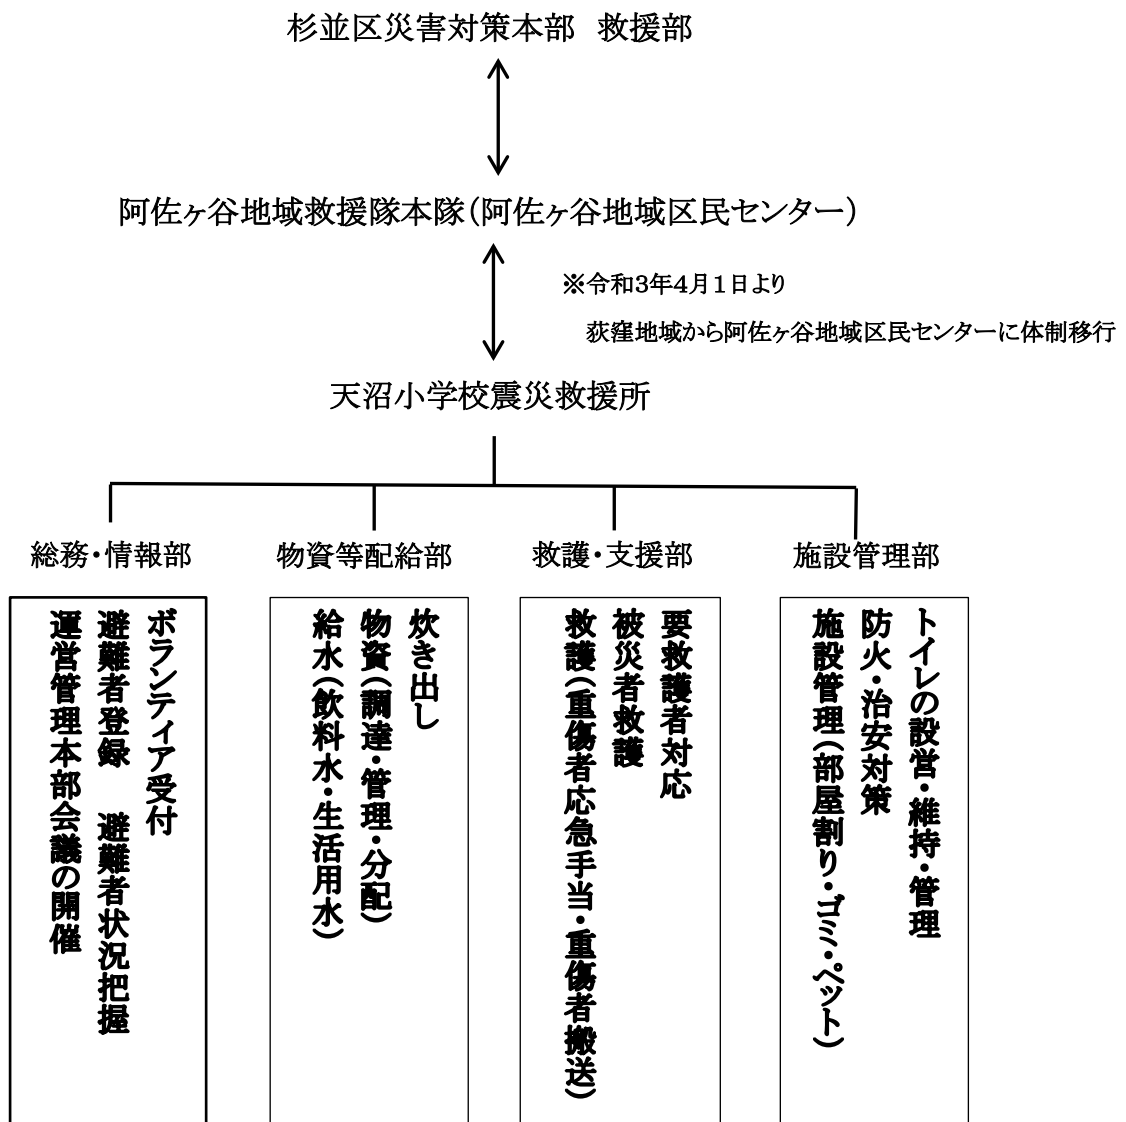 杉並区災害対策本部　救援部
阿佐ヶ谷地域救援隊本隊（阿佐ヶ谷地域区民センター）
※令和3年4月1日より
荻窪地域から阿佐ヶ谷地域区民センターに体制移行
天沼小学校震災救援所
総務・情報部
ボランティア受付
避難者登録　避難者状況把握
運営管理本部会議の開催
物資等配給部
炊き出し
物資（調達・管理・分配）
給水（飲料水・生活用水）
救護・支援部
要救護者対応
被災者救護
救護（重傷者応急手当・重傷者搬送）
施設管理部
トイレの設営・維持・管理
防火・治安対策
施設管理（部屋割り・ゴミ・ペット）